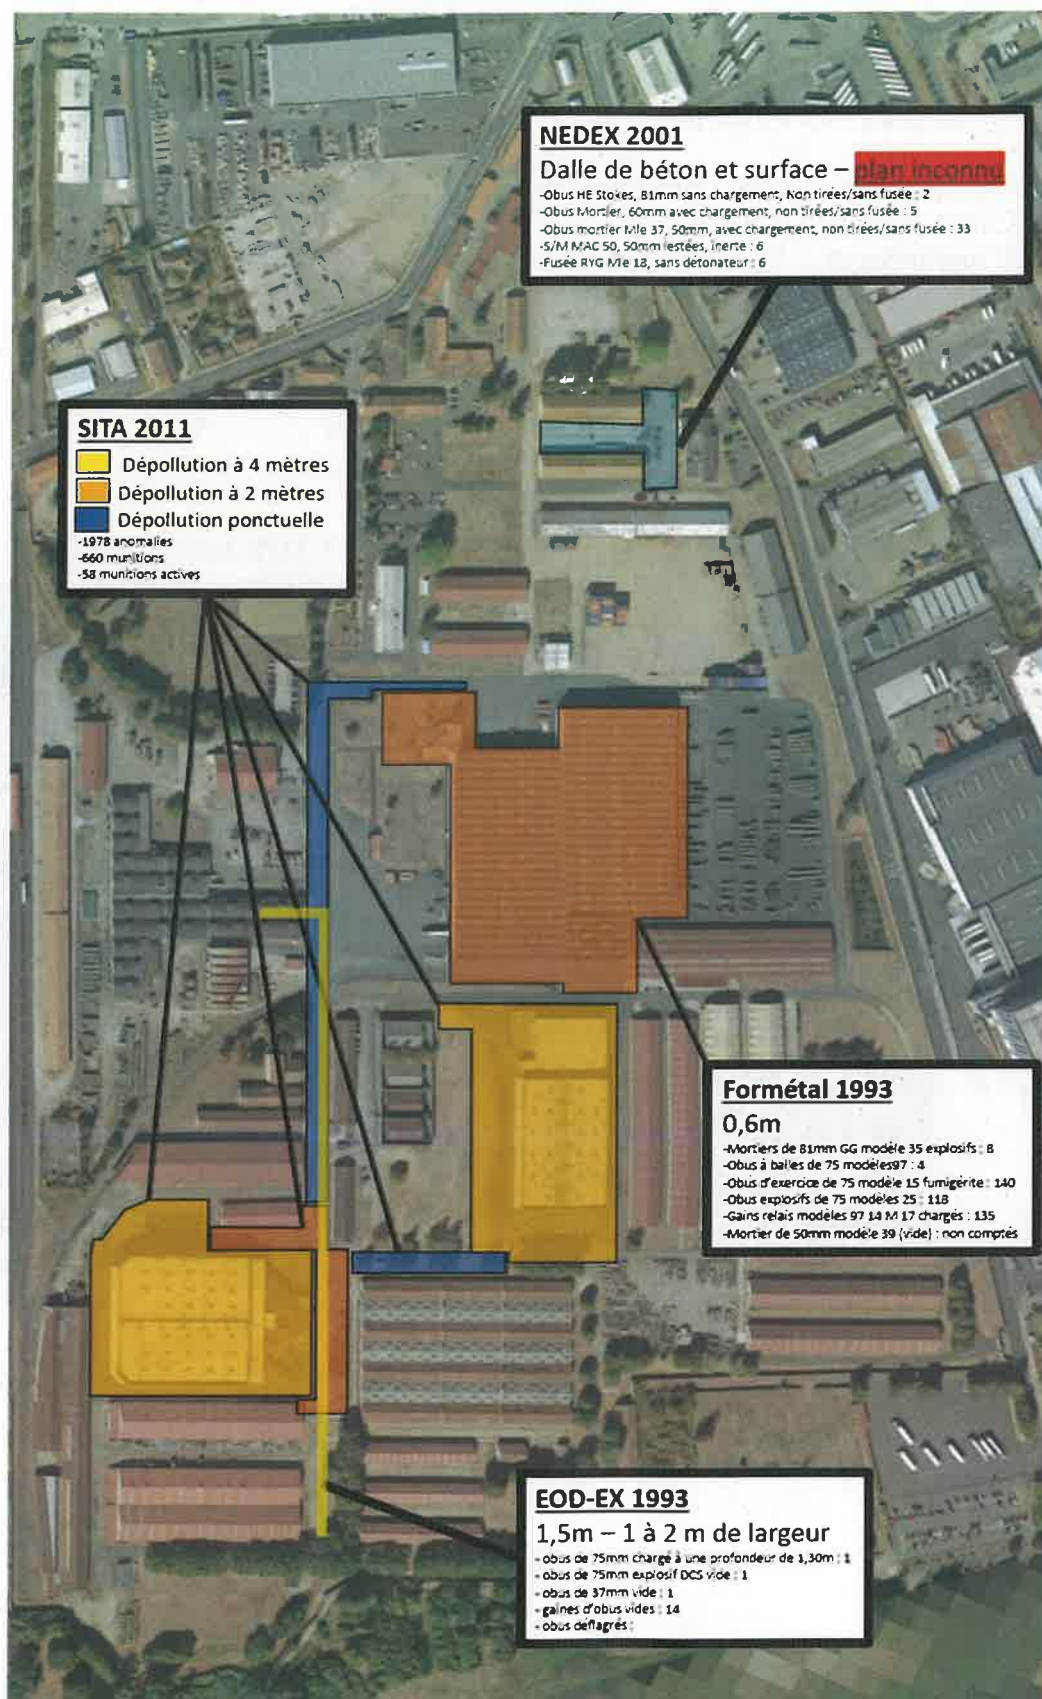 NEDEX 2001
Dalle de béton et surface – plan inconnu
-Obus HE Stokes, 81mm sans chargement, Non tirées/sans fusée : 2
-Obus Mortier, 60mm avec chargement, non tirées/sans fusée : 5
-Obus mortier Mle 37, 50mm, avec chargement, non tirées/sans fusée : 33
-S/M MAC 50, 50mm lestées, inerte : 6
-Fusée RYG Mle 18, sans détonateur : 6
SITA 2011
Dépollution à 4 mètres
Dépollution à 2 mètres
Dépollution ponctuelle
-1978 anomalies
-660 munitions
-58 munitions actives
Formétal 1993
0,6m
-Mortiers de 81mm GG modèle 35 explosifs : 8
-Obus à balles de 75 modèles97 : 4
-Obus d'exercice de 75 modèle 15 fumigérite : 140
-Obus explosifs de 75 modèles 25 : 118
-Gains relais modèles 97 14 M 17 chargés : 135
-Mortier de 50mm modèle 39 (vide) : non comptés
EOD-EX 1993
1,5m – 1 à 2 m de largeur
- obus de 75mm chargé à une profondeur de 1,30m : 1
- obus de 75mm explosif DCS vide : 1
- obus de 37mm vide : 1
- gaines d'obus vides : 14
- obus déflagrés :